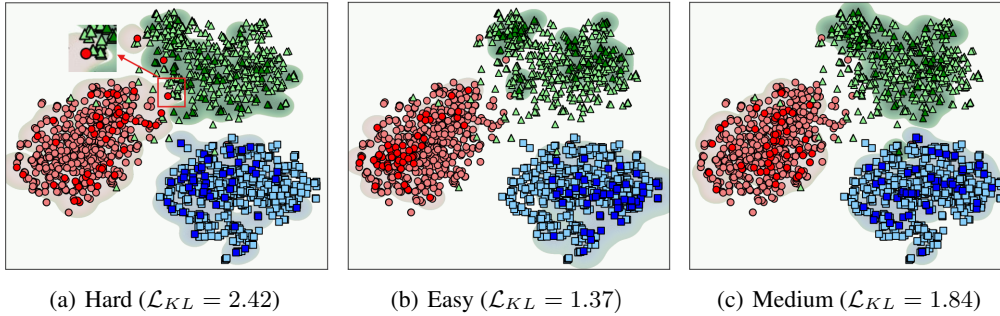 (a) Hard (ℒ_KL = 2.42)
(b) Easy (ℒ_KL = 1.37)
(c) Medium (ℒ_KL = 1.84)